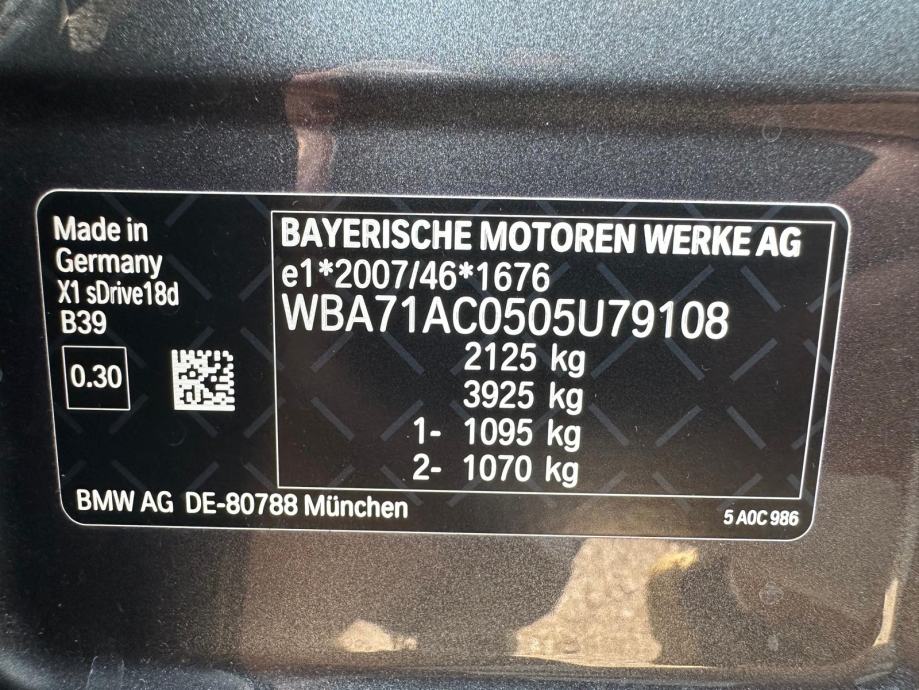 Made in
Germany
X1 sDrive18d
B39
0.30
BAYERISCHE MOTOREN WERKE AG
e1*2007/46*1676
WBA71AC0505U79108
2125 kg
3925 kg
1- 1095 kg
2- 1070 kg
BMW AG DE-80788 München
5 A0C 986